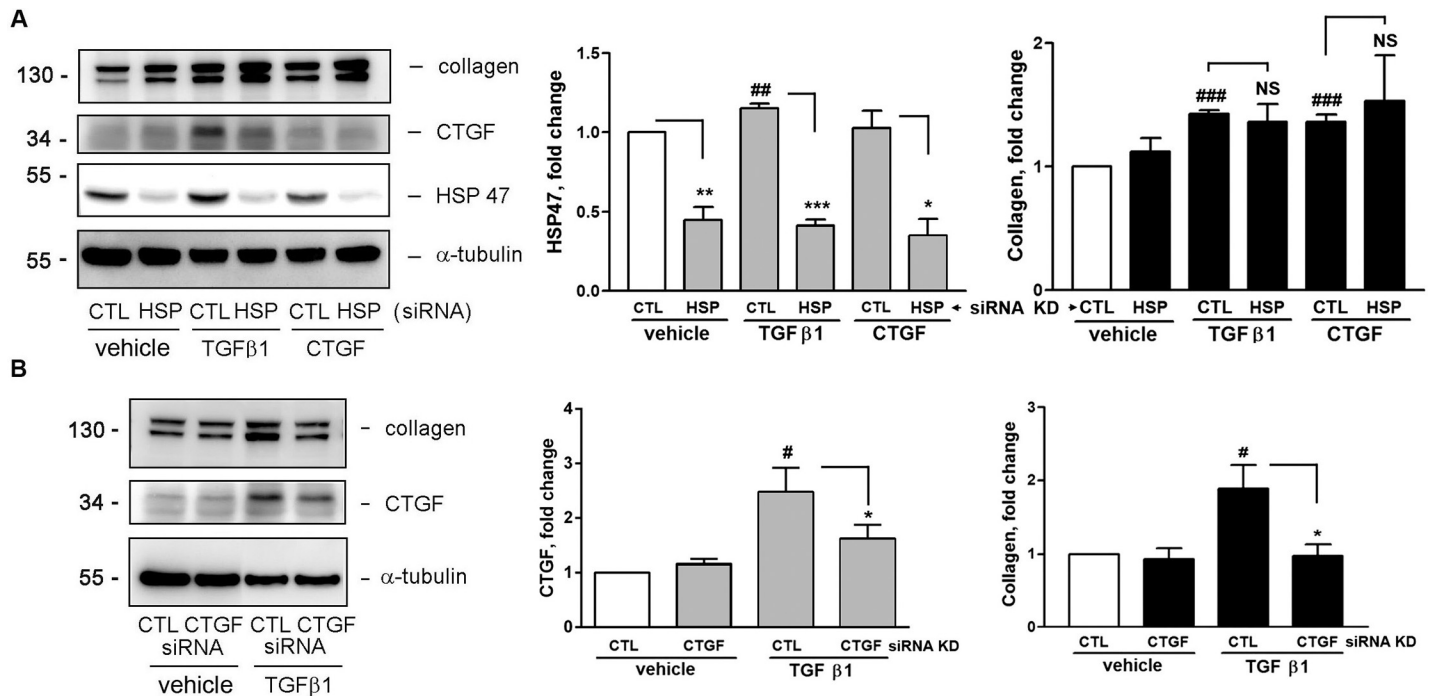 A
130 -
– collagen
34 -
– CTGF
55 -
– HSP 47
55 -
– α-tubulin
CTL HSP CTL HSP CTL HSP (siRNA)
vehicle TGFβ1 CTGF
HSP47, fold change
1.5
1.0
0.5
0.0
**
##
***
*
CTL HSP CTL HSP CTL HSP
vehicle TGF β1 CTGF
siRNA KD
Collagen, fold change
2
1
0
###
NS
###
NS
CTL HSP CTL HSP CTL HSP
vehicle TGF β1 CTGF
B
130 -
– collagen
34 -
– CTGF
55 -
– α-tubulin
CTL CTGF CTL CTGF
siRNA siRNA
vehicle TGFβ1
CTGF, fold change
4
3
2
1
0
#
*
CTL CTGF CTL CTGF siRNA KD
vehicle TGF β1
Collagen, fold change
3
2
1
0
#
*
CTL CTGF CTL CTGF siRNA KD
vehicle TGF β1